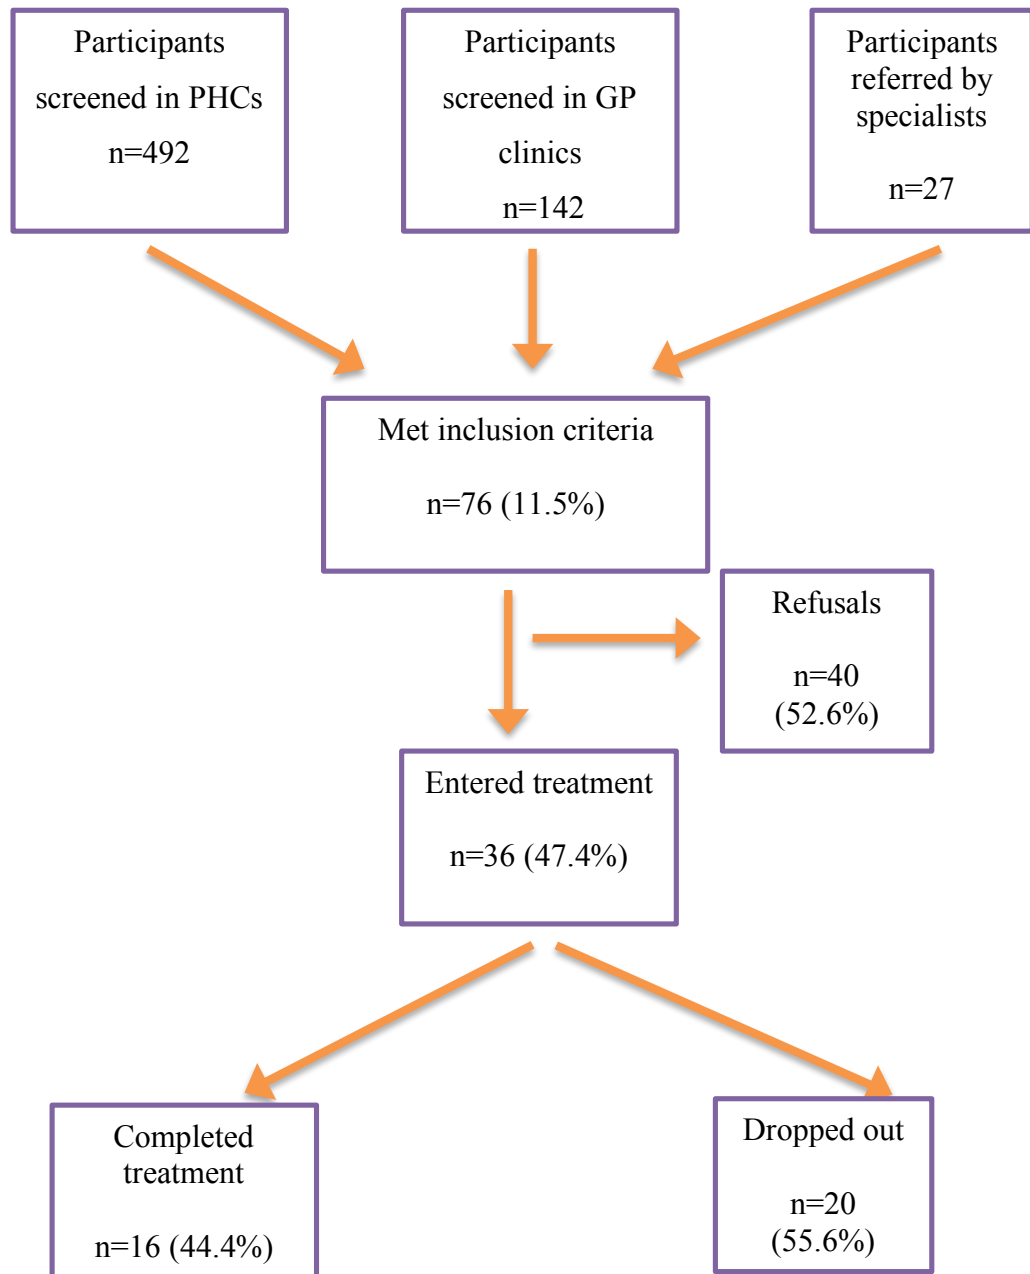 Participants
screened in PHCs
n=492
Participants
screened in GP
clinics
n=142
Participants
referred by
specialists
n=27
Met inclusion criteria
n=76 (11.5%)
Refusals
n=40
(52.6%)
Entered treatment
n=36 (47.4%)
Completed
treatment
n=16 (44.4%)
Dropped out
n=20
(55.6%)